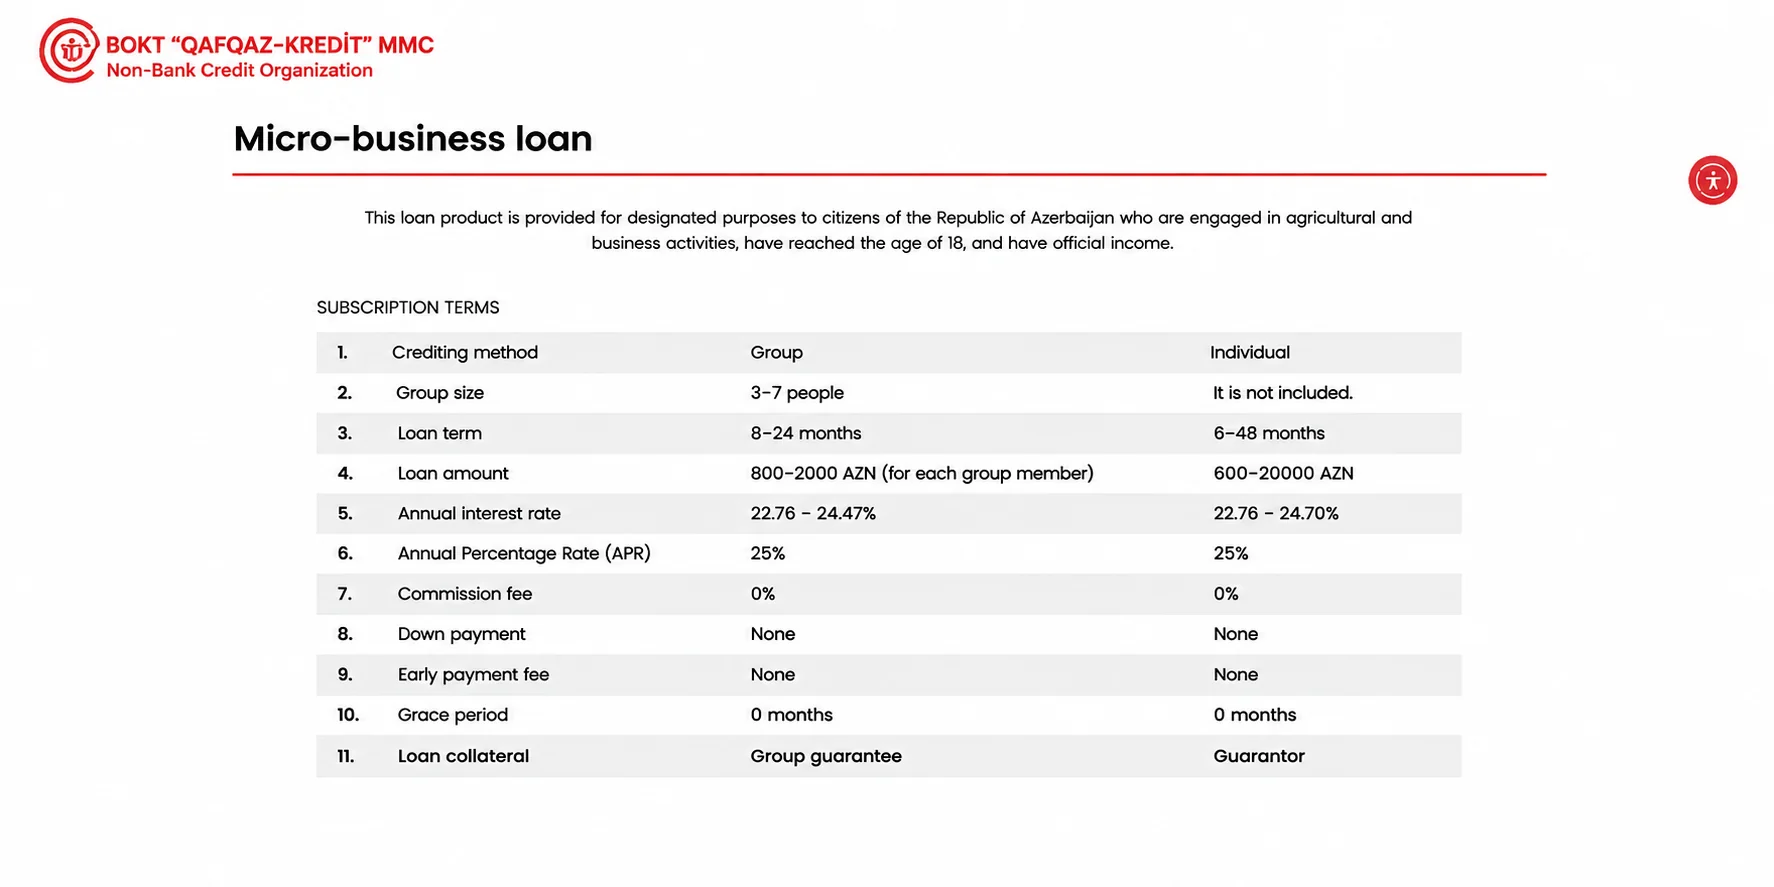 BOKT “QAFQAZ-KREDİT” MMC
Non-Bank Credit Organization
Micro-business loan
This loan product is provided for designated purposes to citizens of the Republic of Azerbaijan who are engaged in agricultural and
business activities, have reached the age of 18, and have official income.
SUBSCRIPTION TERMS
1. Crediting method Group Individual
2. Group size 3-7 people It is not included.
3. Loan term 8-24 months 6-48 months
4. Loan amount 800-2000 AZN (for each group member) 600-20000 AZN
5. Annual interest rate 22.76 - 24.47% 22.76 - 24.70%
6. Annual Percentage Rate (APR) 25% 25%
7. Commission fee 0% 0%
8. Down payment None None
9. Early payment fee None None
10. Grace period 0 months 0 months
11. Loan collateral Group guarantee Guarantor